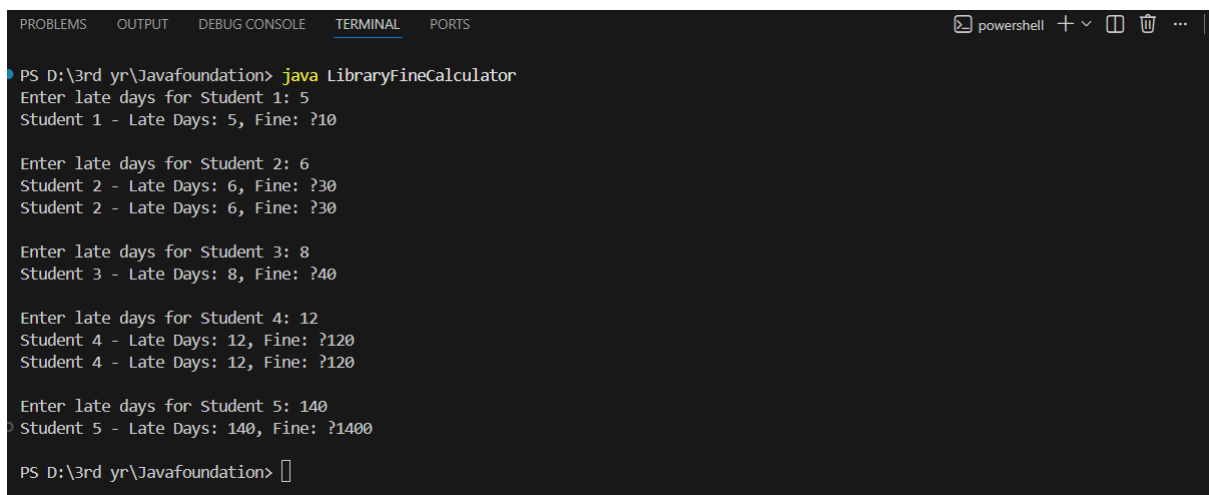 PROBLEMS OUTPUT DEBUG CONSOLE TERMINAL PORTS powershell
PS D:\3rd yr\Javafoundation> java LibraryFineCalculator
Enter late days for Student 1: 5
Student 1 - Late Days: 5, Fine: ?10
Enter late days for Student 2: 6
Student 2 - Late Days: 6, Fine: ?30
Student 2 - Late Days: 6, Fine: ?30
Enter late days for Student 3: 8
Student 3 - Late Days: 8, Fine: ?40
Enter late days for Student 4: 12
Student 4 - Late Days: 12, Fine: ?120
Student 4 - Late Days: 12, Fine: ?120
Enter late days for Student 5: 140
Student 5 - Late Days: 140, Fine: ?1400
PS D:\3rd yr\Javafoundation>